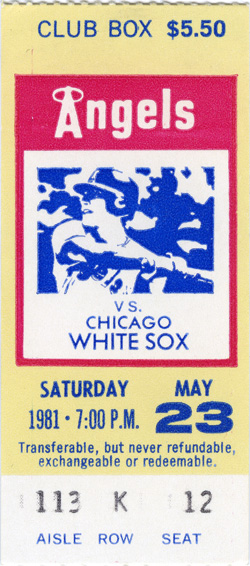 CLUB BOX $5.50
Angels
VS.
CHICAGO
WHITE SOX
SATURDAY MAY
1981 • 7:00 P.M. 23
Transferable, but never refundable,
exchangeable or redeemable.
113 K 12
AISLE ROW SEAT